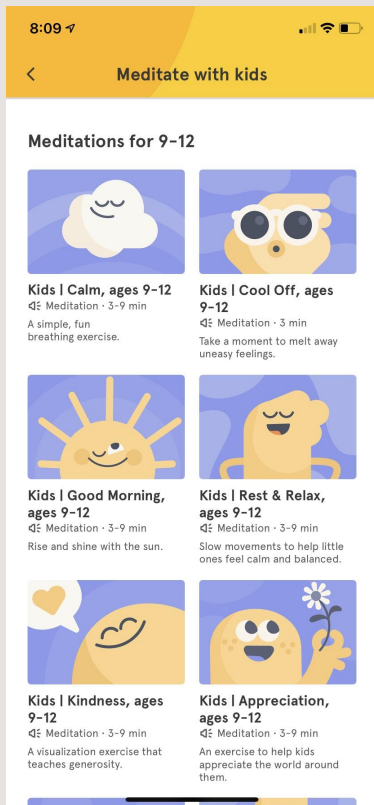 8:09
Meditate with kids
Meditations for 9-12
Kids | Calm, ages 9-12
Meditation · 3-9 min
A simple, fun
breathing exercise.
Kids | Cool Off, ages
9-12
Meditation · 3 min
Take a moment to melt away
uneasy feelings.
Kids | Good Morning,
ages 9-12
Meditation · 3-9 min
Rise and shine with the sun.
Kids | Rest & Relax,
ages 9-12
Meditation · 3-9 min
Slow movements to help little
ones feel calm and balanced.
Kids | Kindness, ages
9-12
Meditation · 3-9 min
A visualization exercise that
teaches generosity.
Kids | Appreciation,
ages 9-12
Meditation · 3-9 min
An exercise to help kids
appreciate the world around
them.